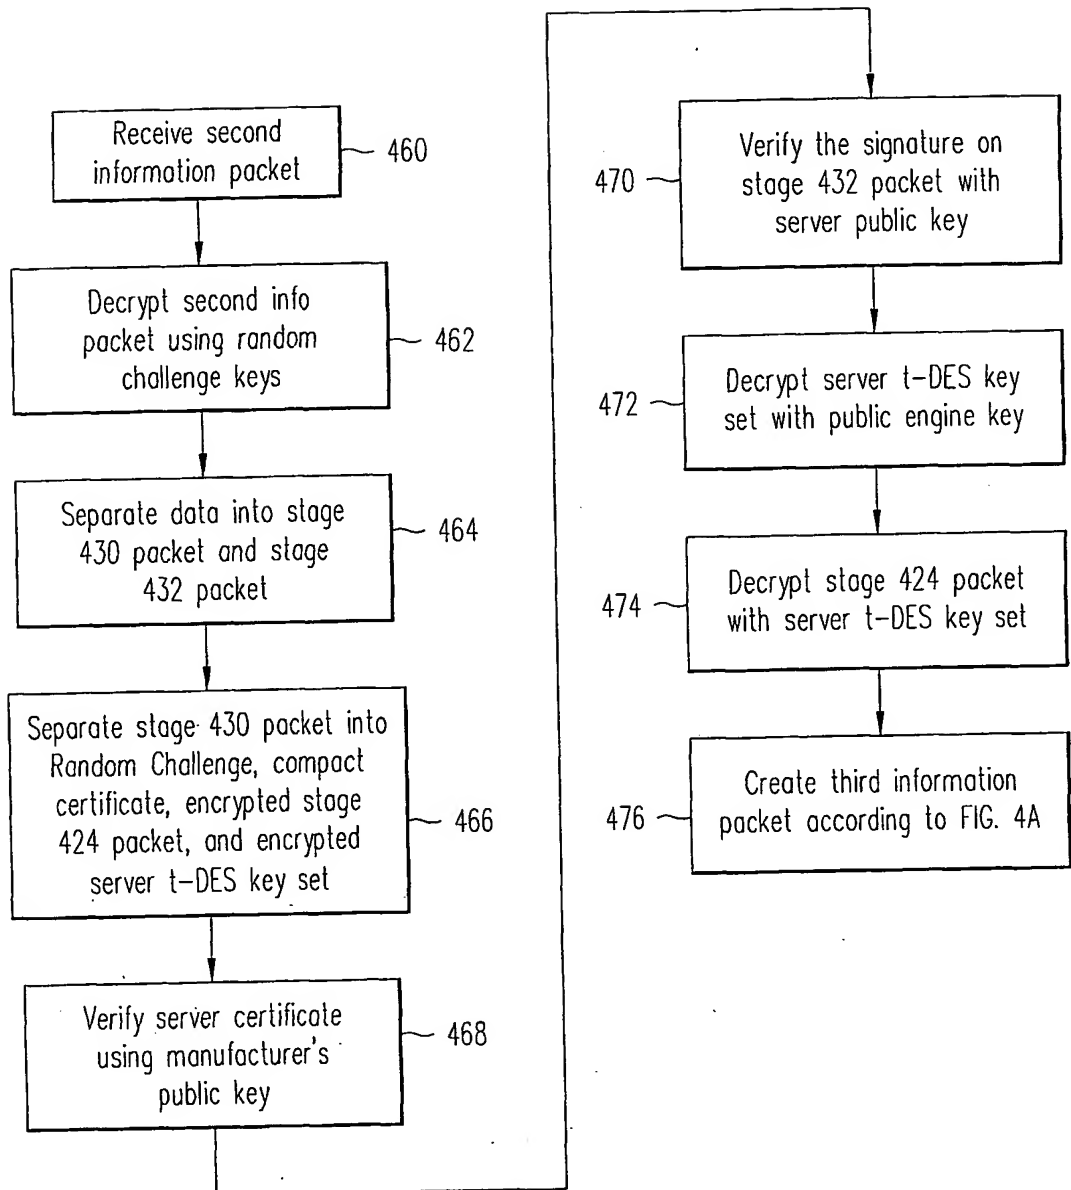 Receive second
information packet
460
Decrypt second info
packet using random
challenge keys
462
Separate data into stage
430 packet and stage
432 packet
464
Separate stage 430 packet into
Random Challenge, compact
certificate, encrypted stage
424 packet, and encrypted
server t-DES key set
466
Verify server certificate
using manufacturer's
public key
468
Verify the signature on
stage 432 packet with
server public key
470
Decrypt server t-DES key
set with public engine key
472
Decrypt stage 424 packet
with server t-DES key set
474
Create third information
packet according to FIG. 4A
476